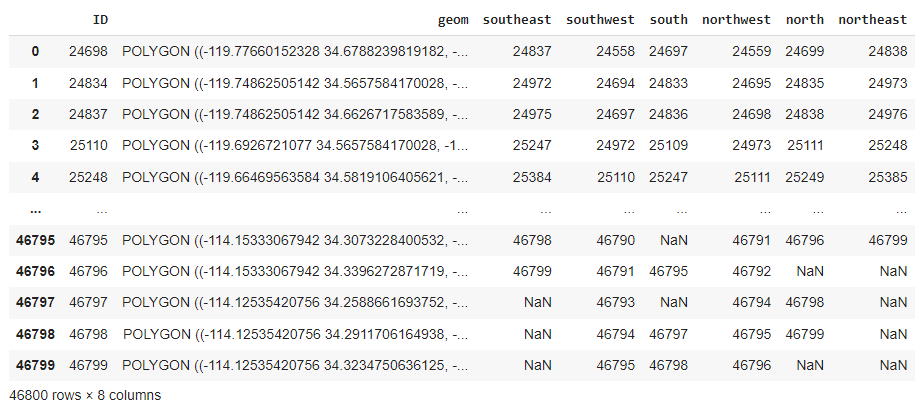 ID geom southeast southwest south northwest north northeast
0 24698 POLYGON ((-119.77660152328 34.6788239819182, -... 24837 24558 24697 24559 24699 24838
1 24834 POLYGON ((-119.74862505142 34.5657584170028, -... 24972 24694 24833 24695 24835 24973
2 24837 POLYGON ((-119.74862505142 34.6626717583589, -... 24975 24697 24836 24698 24838 24976
3 25110 POLYGON ((-119.6926721077 34.5657584170028, -1... 25247 24972 25109 24973 25111 25248
4 25248 POLYGON ((-119.66469563584 34.5819106405621, -... 25384 25110 25247 25111 25249 25385
... ... ... ... ... ... ... ... ...
46795 46795 POLYGON ((-114.15333067942 34.3073228400532, -... 46798 46790 NaN 46791 46796 46799
46796 46796 POLYGON ((-114.15333067942 34.3396272871719, -... 46799 46791 46795 46792 NaN NaN
46797 46797 POLYGON ((-114.12535420756 34.2588661693752, -... NaN 46793 NaN 46794 46798 NaN
46798 46798 POLYGON ((-114.12535420756 34.2911706164938, -... NaN 46794 46797 46795 46799 NaN
46799 46799 POLYGON ((-114.12535420756 34.3234750636125, -... NaN 46795 46798 46796 NaN NaN
46800 rows × 8 columns